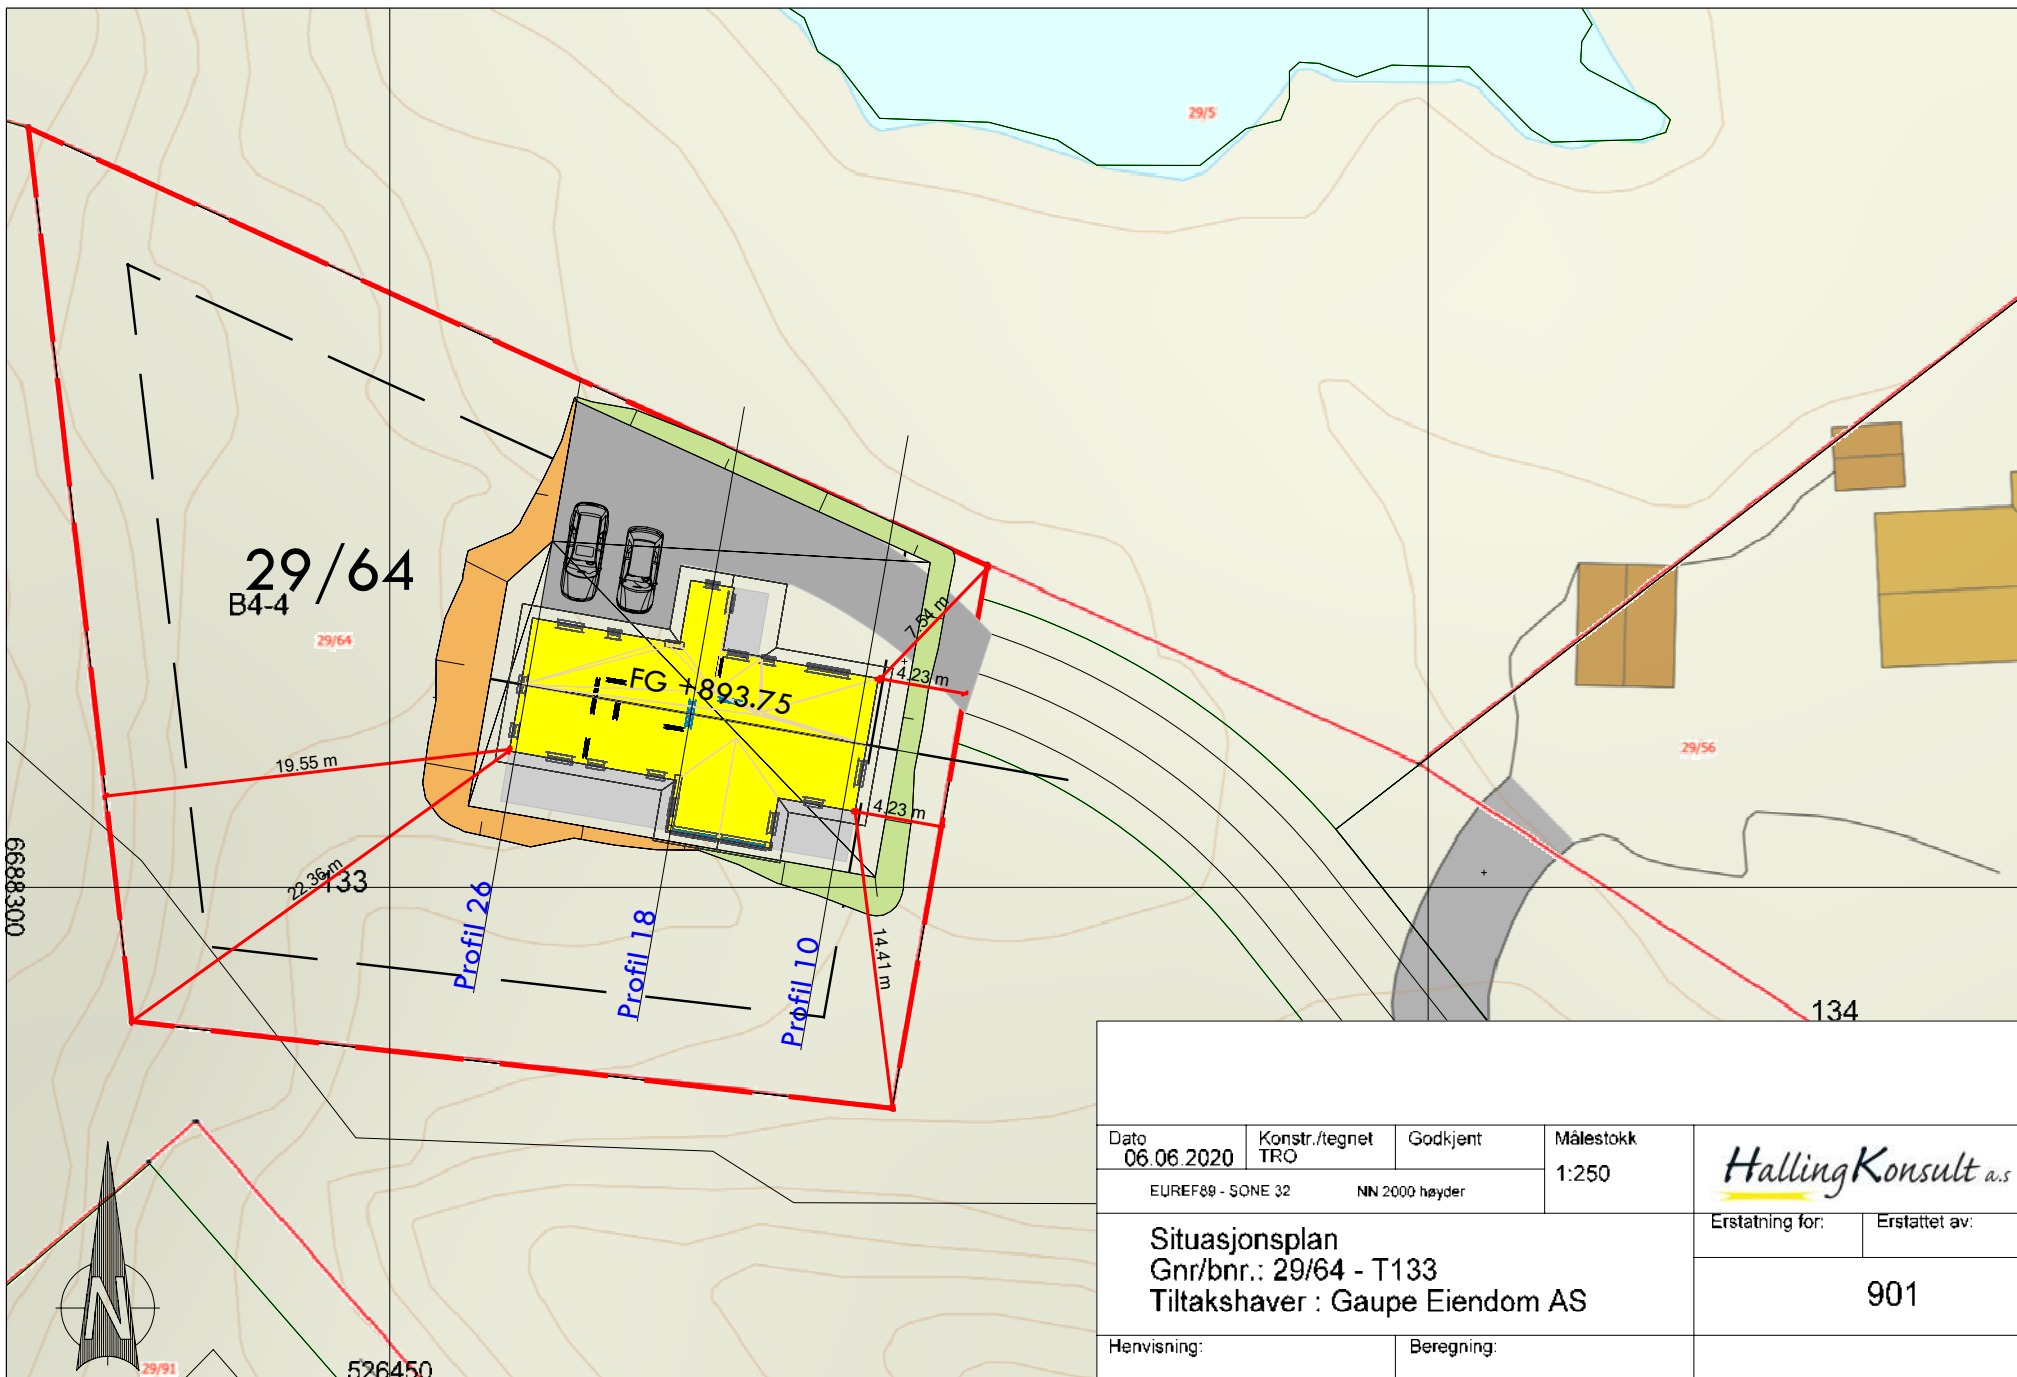 29/5
29/64
B4-4
29/64
7.54 m
4.23 m
FG +893.75
19.55 m
4.23 m
22.36 m
133
14.41 m
29/56
6688300
Profil 26
Profil 18
Profil 10
134
N
29/91
526450
Dato
06.06.2020
Konstr./tegnet
TRO
Godkjent
Målestokk
1:250
HallingKonsult a.s
EUREF89 - SONE 32
NN 2000 høyder
Situasjonsplan
Gnr/bnr.: 29/64 - T133
Tiltakshaver : Gaupe Eiendom AS
Erstatning for:
Erstattet av:
901
Henvisning:
Beregning: